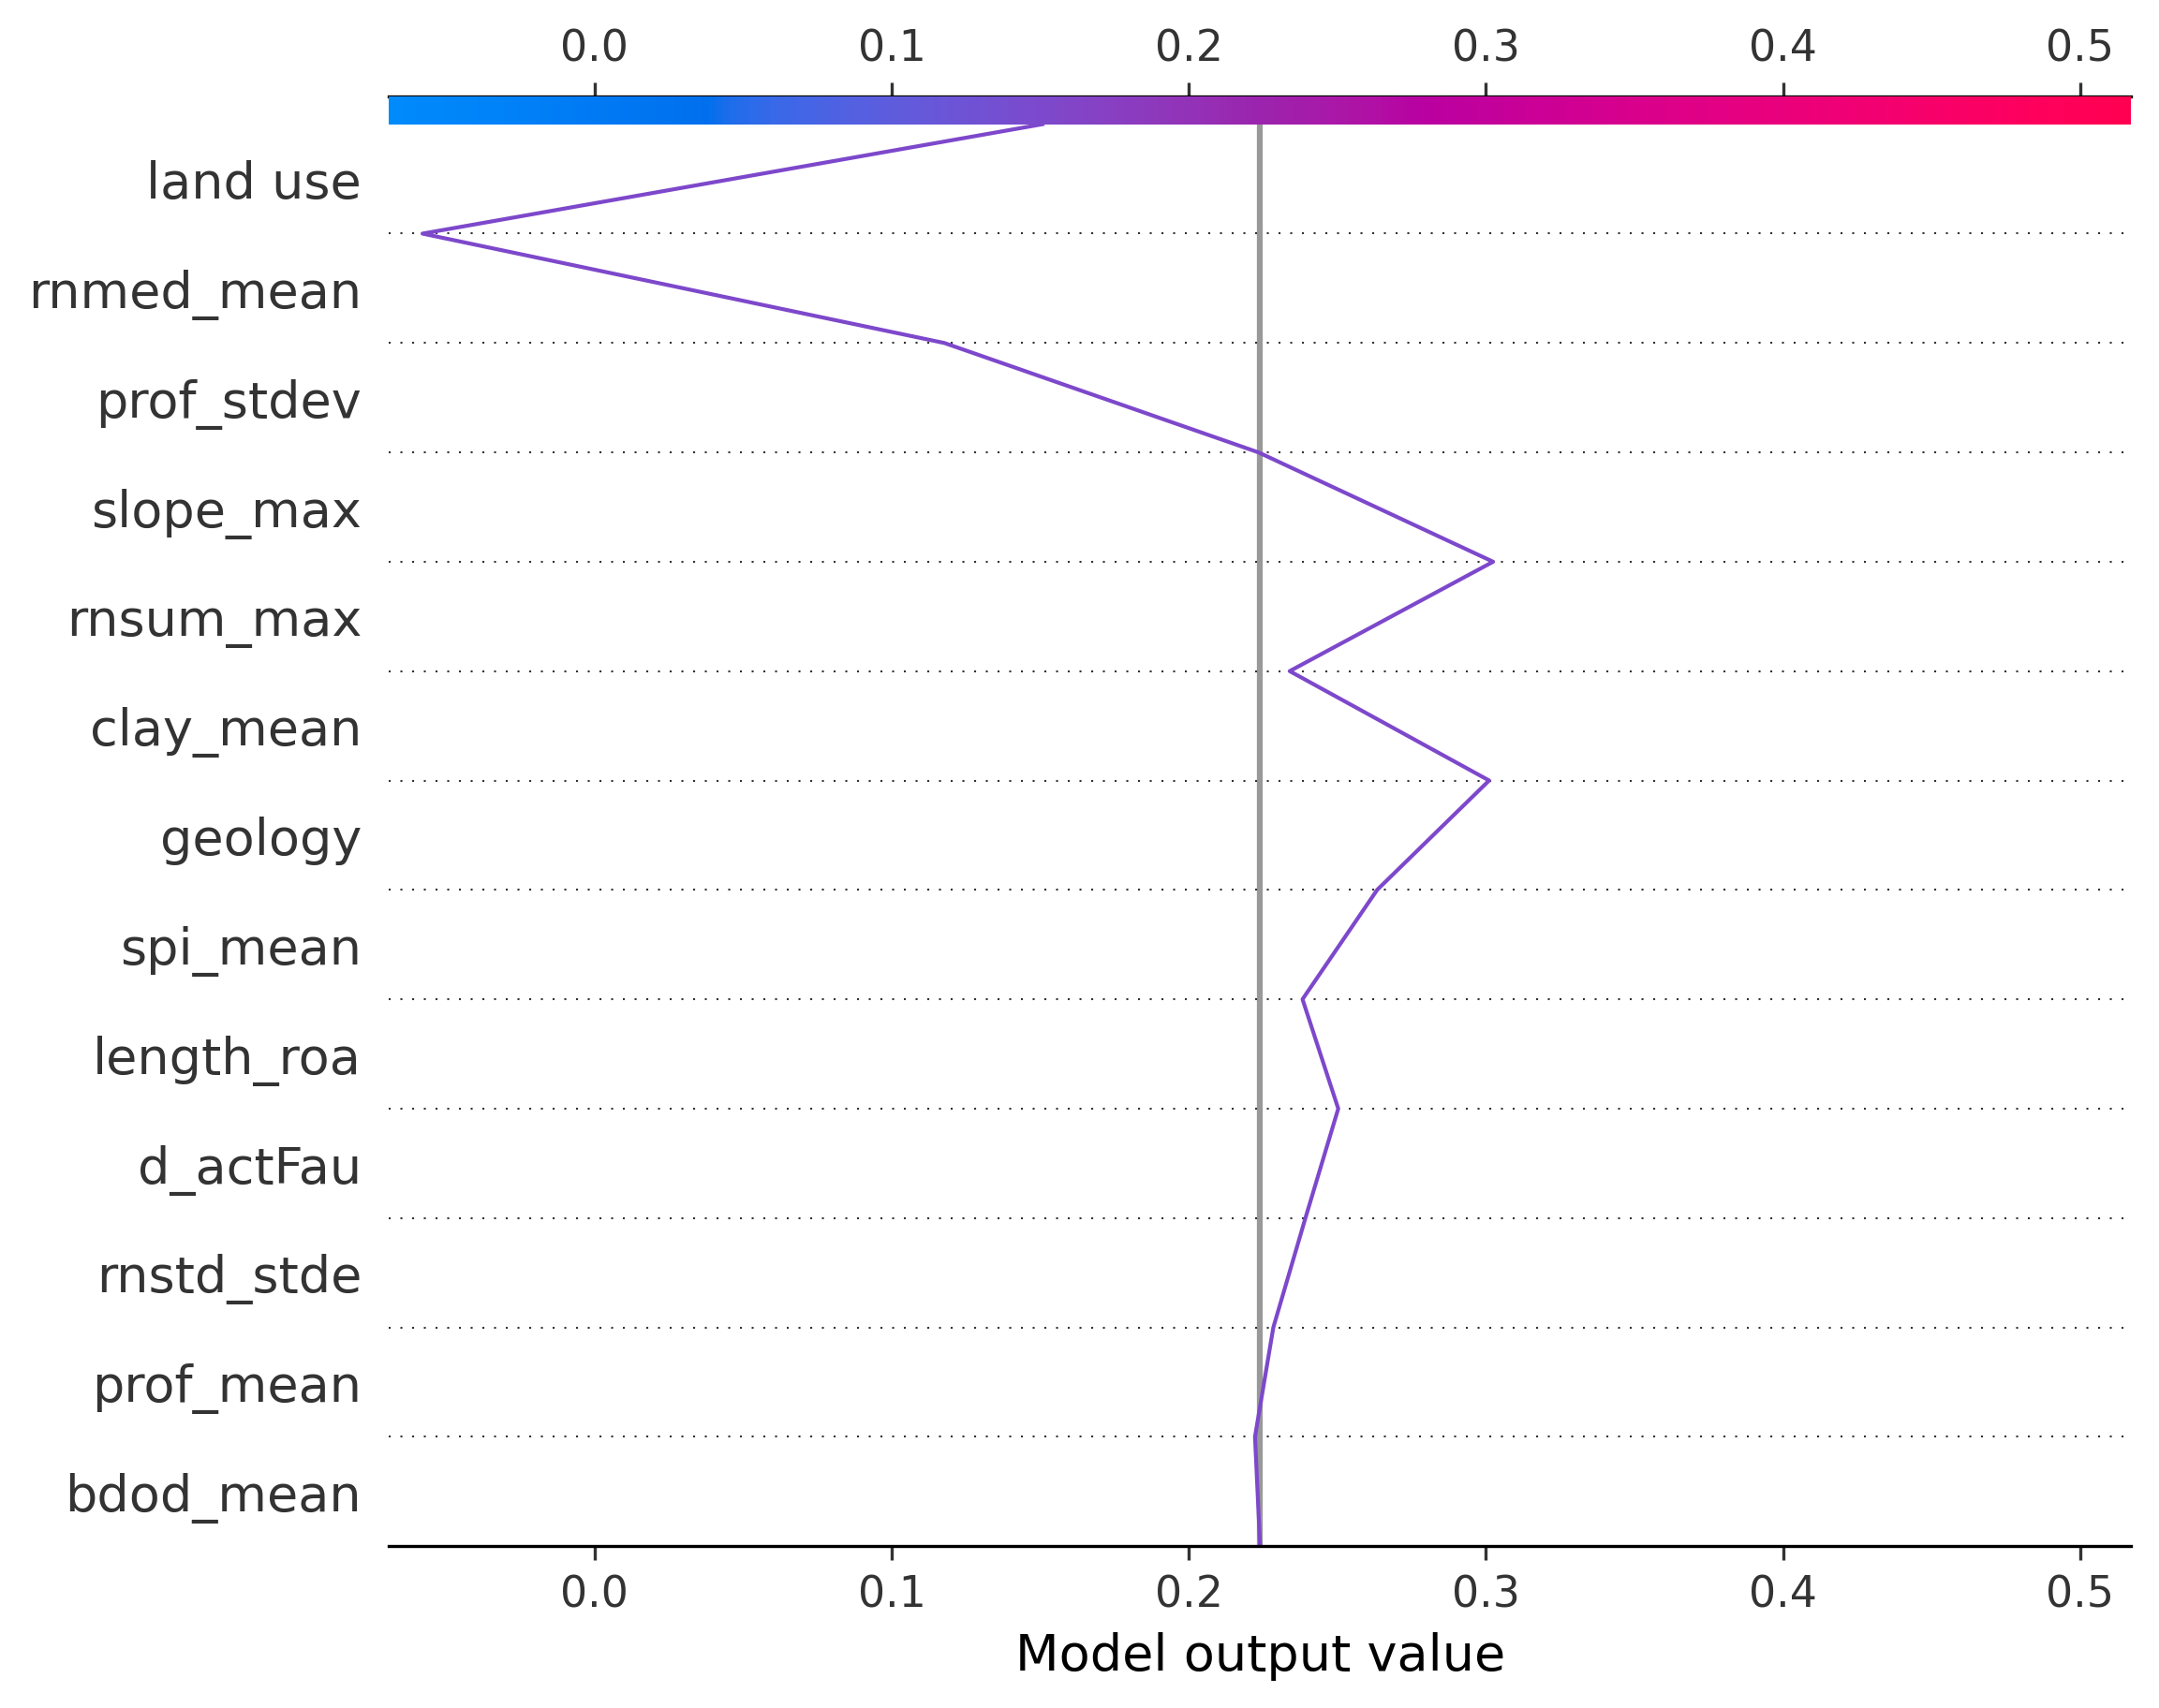 0.0 0.1 0.2 0.3 0.4 0.5
land use
rnmed_mean
prof_stdev
slope_max
rnsum_max
clay_mean
geology
spi_mean
length_roa
d_actFau
rnstd_stde
prof_mean
bdod_mean
0.0 0.1 0.2 0.3 0.4 0.5
Model output value